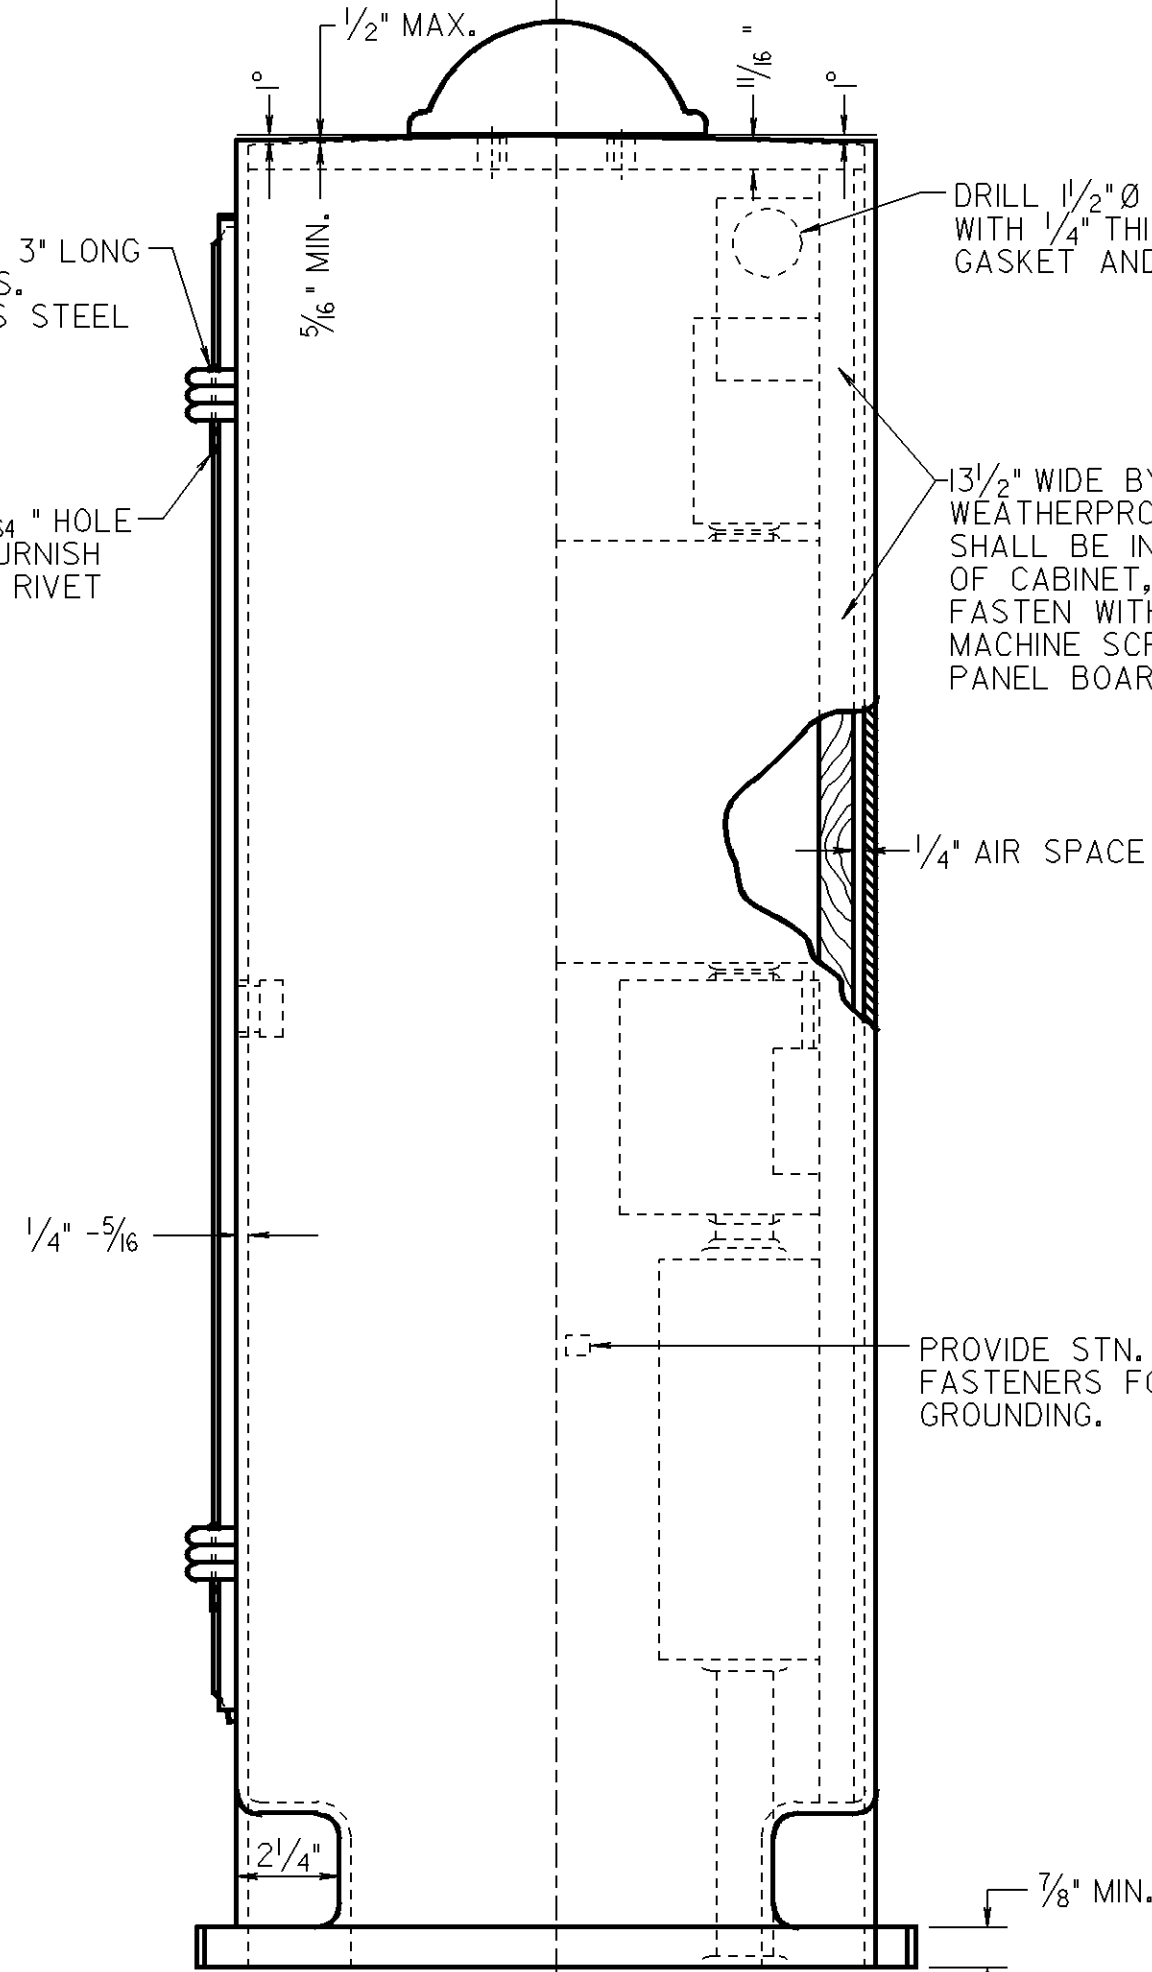 1/2" MAX.
1°
11/16"
1°
5/16" MIN.
3" LONG
S.
S STEEL
DRILL 1 1/2"Ø
WITH 1/4" THI
GASKET AND
64" HOLE
URNISH
RIVET
13 1/2" WIDE BY
WEATHERPRO
SHALL BE IN
OF CABINET,
FASTEN WITH
MACHINE SCR
PANEL BOAR
1/4" AIR SPACE
1/4" -5/16
PROVIDE STN.
FASTENERS FO
GROUNDING.
2 1/4"
7/8" MIN.